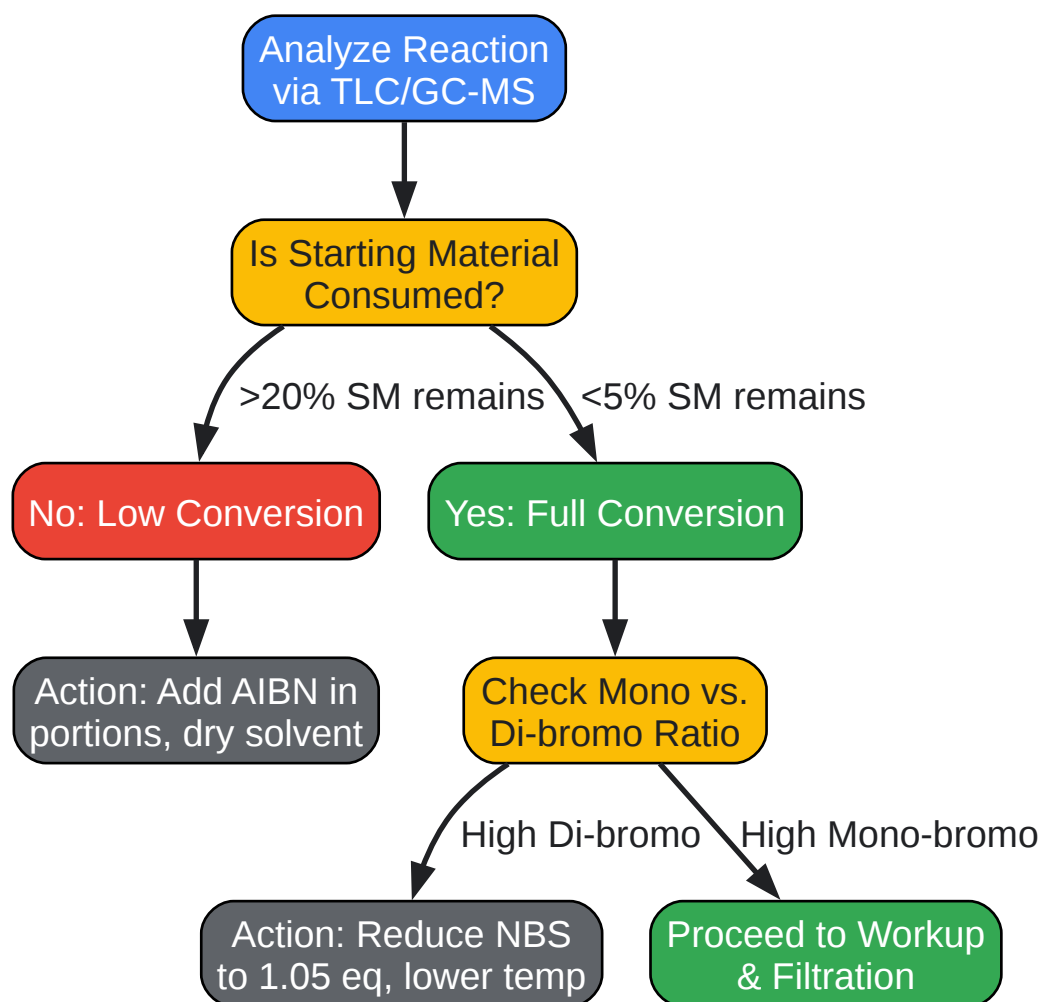 Analyze Reaction
via TLC/GC-MS
Is Starting Material
Consumed?
>20% SM remains
<5% SM remains
No: Low Conversion
Yes: Full Conversion
Action: Add AIBN in
portions, dry solvent
Check Mono vs.
Di-bromo Ratio
High Di-bromo
High Mono-bromo
Action: Reduce NBS
to 1.05 eq, lower temp
Proceed to Workup
& Filtration